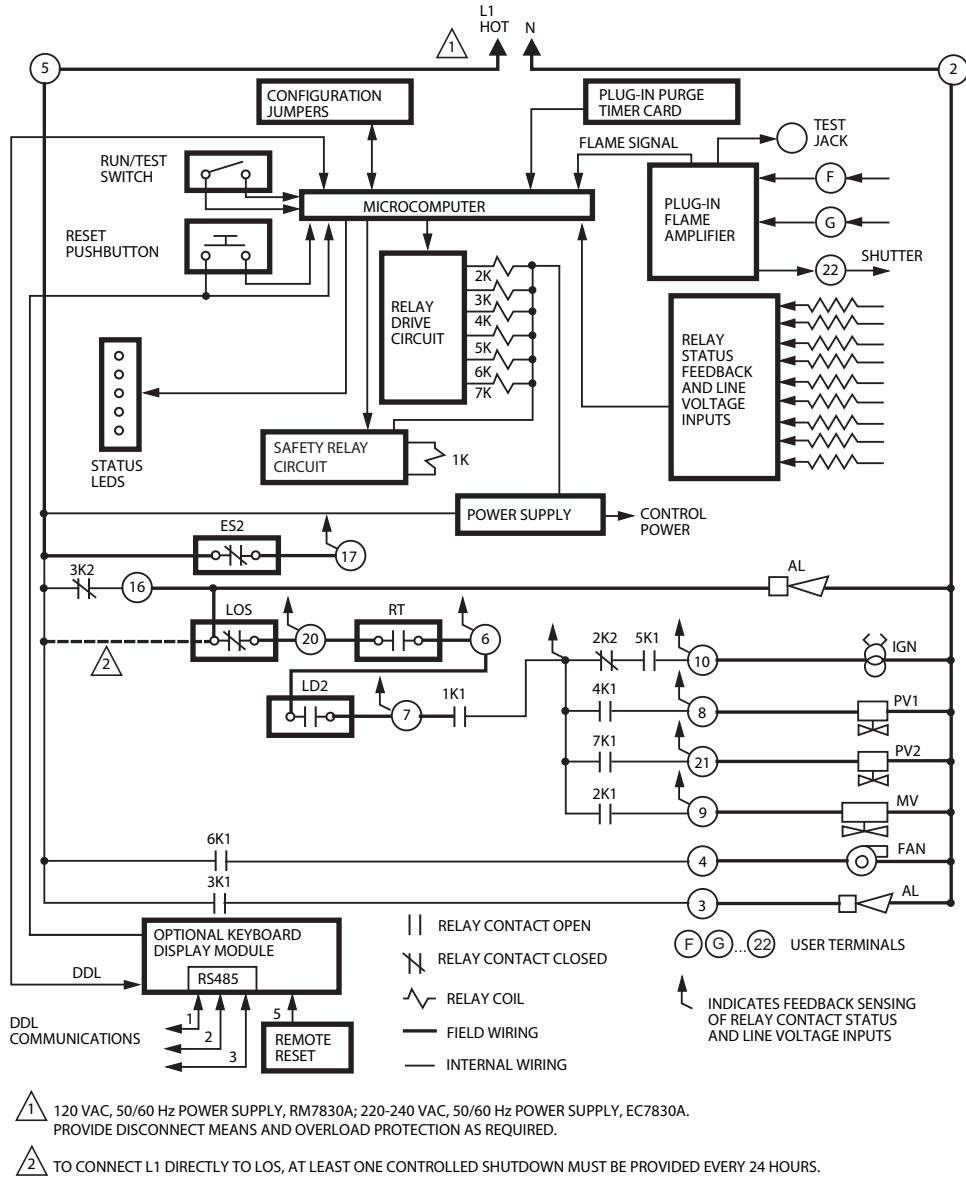 L1
HOT N
1
5
2
CONFIGURATION
JUMPERS
PLUG-IN PURGE
TIMER CARD
TEST
JACK
FLAME SIGNAL
RUN/TEST
SWITCH
F
MICROCOMPUTER
PLUG-IN
FLAME
AMPLIFIER
G
RESET
PUSHBUTTON
SHUTTER
22
2K
3K
4K
5K
6K
7K
RELAY
DRIVE
CIRCUIT
RELAY
STATUS
FEEDBACK
AND LINE
VOLTAGE
INPUTS
STATUS
LEDS
SAFETY RELAY
CIRCUIT
1K
POWER SUPPLY
CONTROL
POWER
ES2
17
3K2
16
AL
LOS
20
RT
6
2
2K2
5K1
10
IGN
LD2
7
1K1
4K1
8
PV1
7K1
21
PV2
2K1
9
MV
6K1
4
FAN
3K1
3
AL
OPTIONAL KEYBOARD
DISPLAY MODULE
RS485
DDL
DDL
COMMUNICATIONS
1
2
3
5
REMOTE
RESET
RELAY CONTACT OPEN
RELAY CONTACT CLOSED
RELAY COIL
FIELD WIRING
INTERNAL WIRING
F G ... 22 USER TERMINALS
INDICATES FEEDBACK SENSING
OF RELAY CONTACT STATUS
AND LINE VOLTAGE INPUTS
1 120 VAC, 50/60 Hz POWER SUPPLY, RM7830A; 220-240 VAC, 50/60 Hz POWER SUPPLY, EC7830A.
PROVIDE DISCONNECT MEANS AND OVERLOAD PROTECTION AS REQUIRED.
2 TO CONNECT L1 DIRECTLY TO LOS, AT LEAST ONE CONTROLLED SHUTDOWN MUST BE PROVIDED EVERY 24 HOURS.